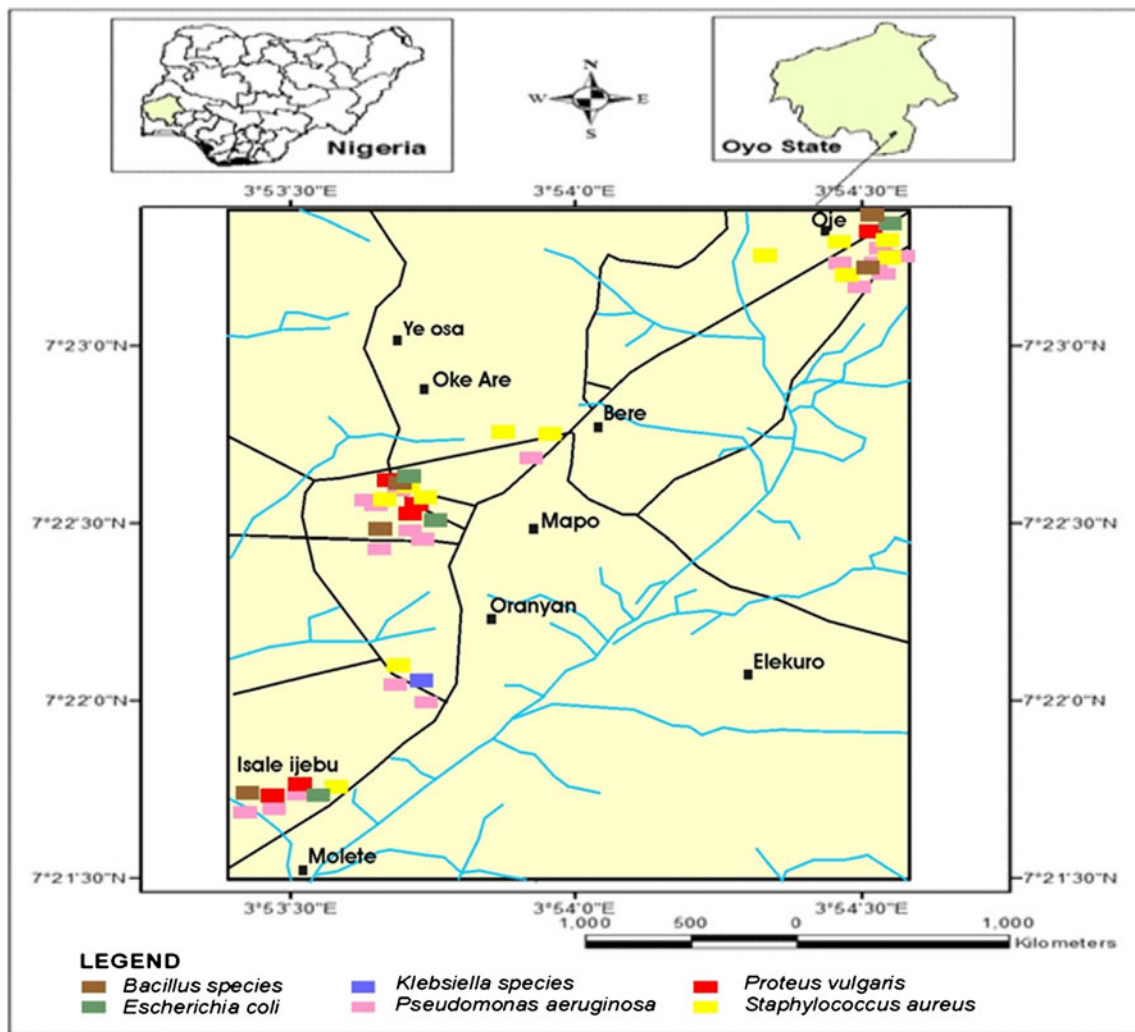 N
W E
S
Nigeria
Oyo State
3°53'30"E 3°54'0"E 3°54'30"E
Oje
Ye osa
7°23'0"N 7°23'0"N
Oke Are
Bere
7°22'30"N Mapo 7°22'30"N
Oranyan
Elekuro
7°22'0"N 7°22'0"N
Isale ijebu
Molete
7°21'30"N 7°21'30"N
3°53'30"E 3°54'0"E 3°54'30"E
1,000 500 0 1,000
Kilometers
LEGEND
Bacillus species Klebsiella species Proteus vulgaris
Escherichia coli Pseudomonas aeruginosa Staphylococcus aureus